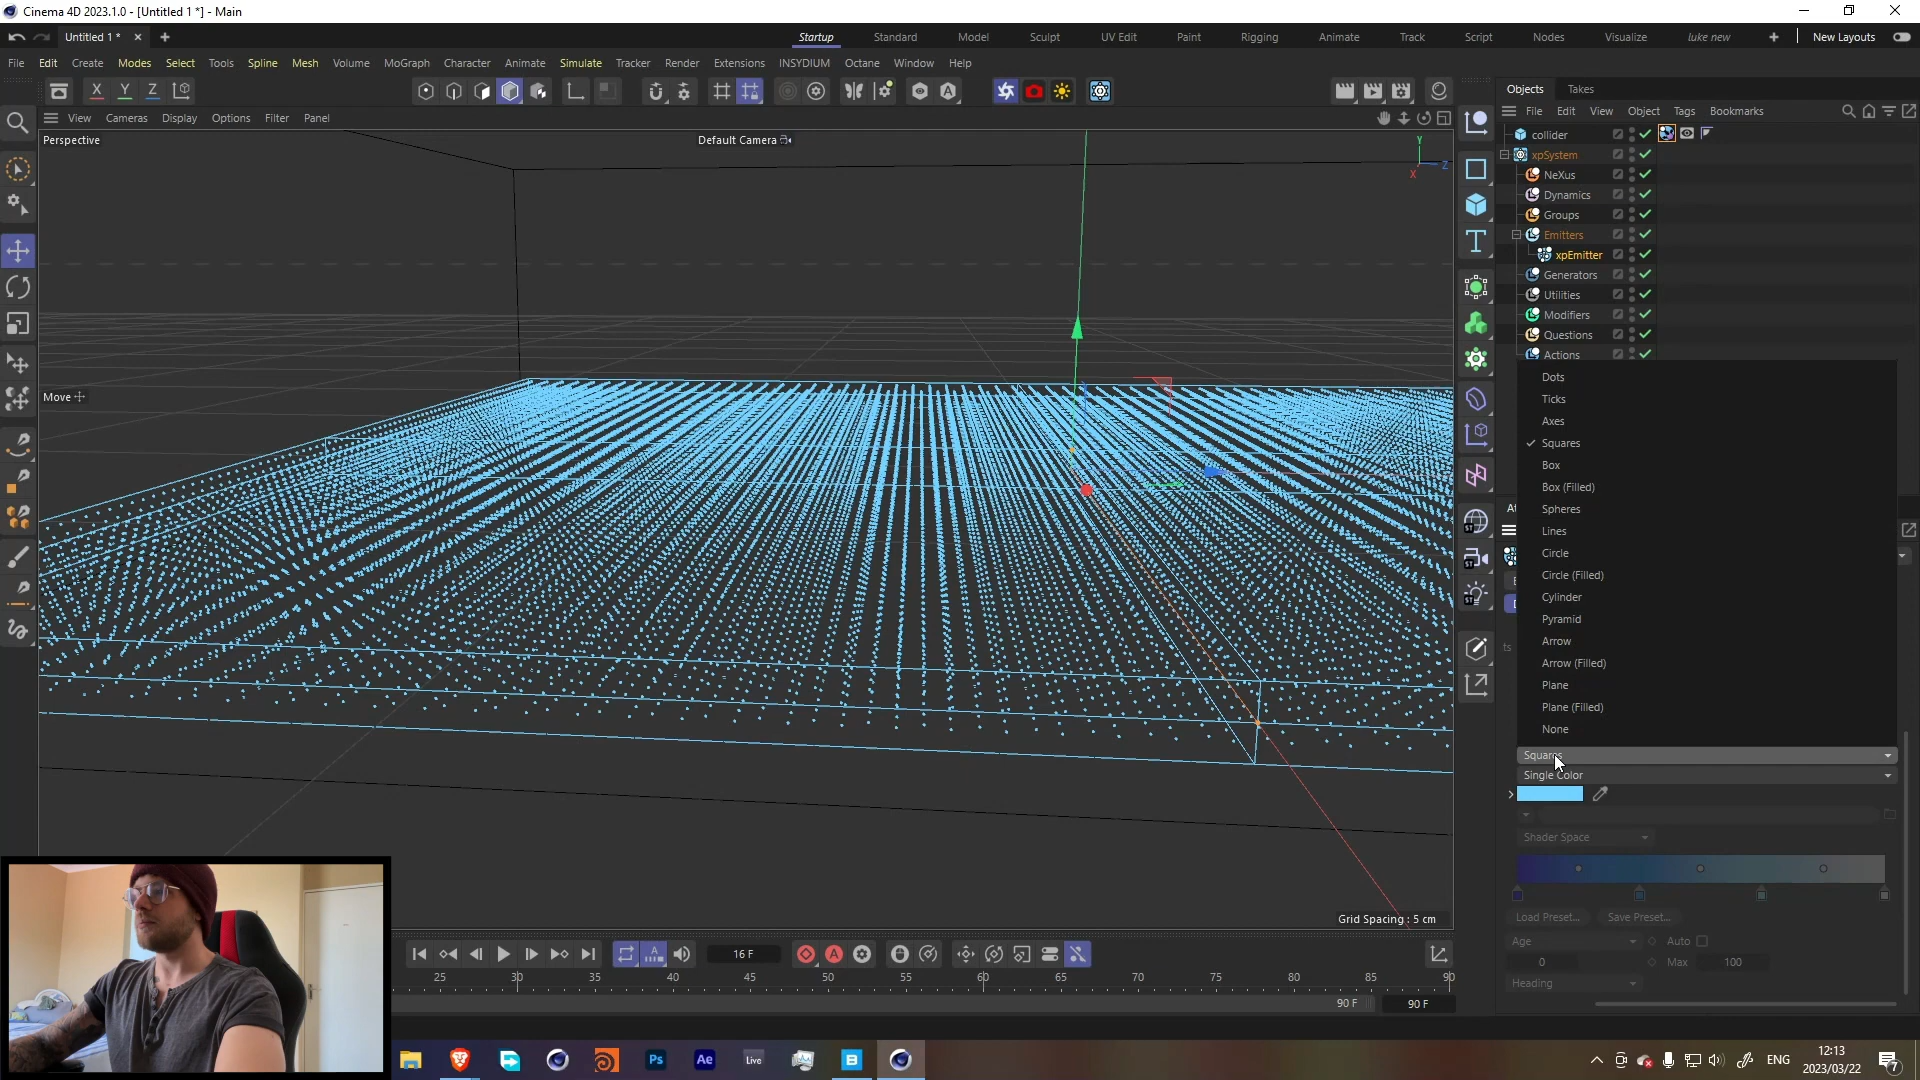 Cinema 4D 2023.1.0 - [Untitled 1 *] - Main
Untitled 1 *
Startup
Standard
Model
Sculpt
UV Edit
Paint
Rigging
Animate
Track
Script
Nodes
Visualize
luke new
New Layouts
File
Edit
Create
Modes
Select
Tools
Spline
Mesh
Volume
MoGraph
Character
Animate
Simulate
Tracker
Render
Extensions
INSYDIUM
Octane
Window
Help
X
Y
Z
Objects
Takes
View
Cameras
Display
Options
Filter
Panel
File
Edit
View
Object
Tags
Bookmarks
Perspective
Default Camera
Y
Z
X
collider
xpSystem
NeXus
Dynamics
Groups
Emitters
xpEmitter
Generators
Utilities
Modifiers
Questions
Actions
Move
Dots
Ticks
Axes
Squares
Box
Box (Filled)
Spheres
Lines
Circle
Circle (Filled)
Cylinder
Pyramid
Arrow
Arrow (Filled)
Plane
Plane (Filled)
None
Squares
Single Color
Shader Space
Load Preset...
Save Preset...
Age
Auto
0
Max
100
Heading
Grid Spacing : 5 cm
16 F
25
30
35
40
45
50
55
60
65
70
75
80
85
90
90 F
90 F
Ps
Ae
Live
B
ENG
12:13
2023/03/22
7